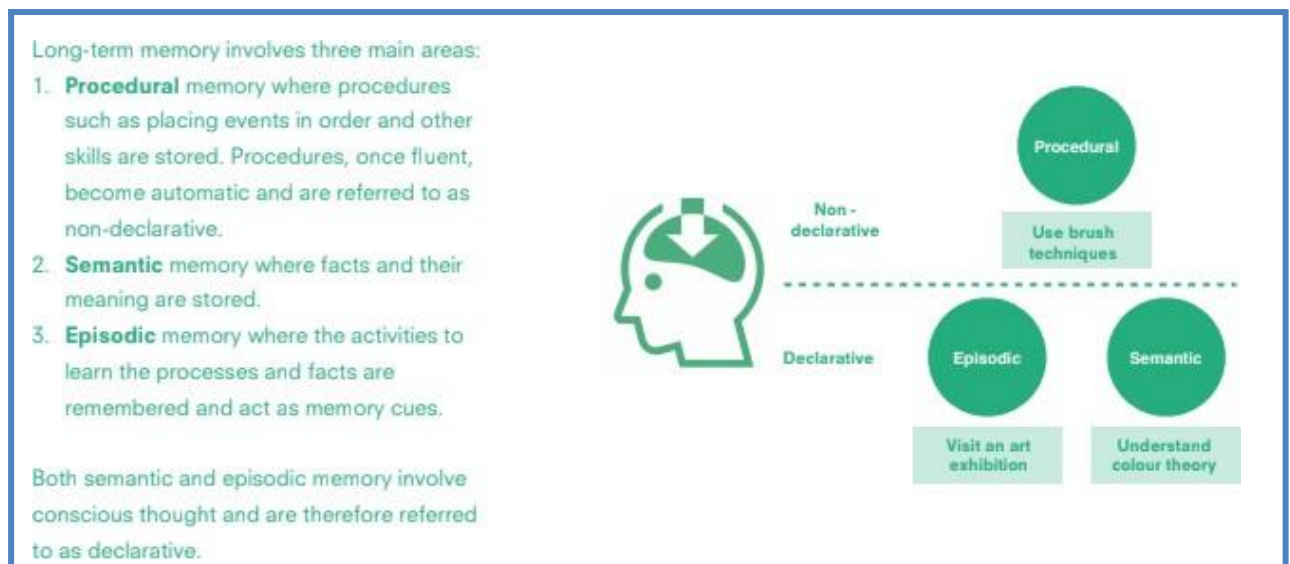 Long-term memory involves three main areas:
1. Procedural memory where procedures
such as placing events in order and other
skills are stored. Procedures, once fluent,
become automatic and are referred to as
non-declarative.
2. Semantic memory where facts and their
meaning are stored.
3. Episodic memory where the activities to
learn the processes and facts are
remembered and act as memory cues.
Both semantic and episodic memory involve
conscious thought and are therefore referred
to as declarative.
Procedural
Non -
declarative
Use brush
techniques
Declarative
Episodic
Semantic
Visit an art
exhibition
Understand
colour theory